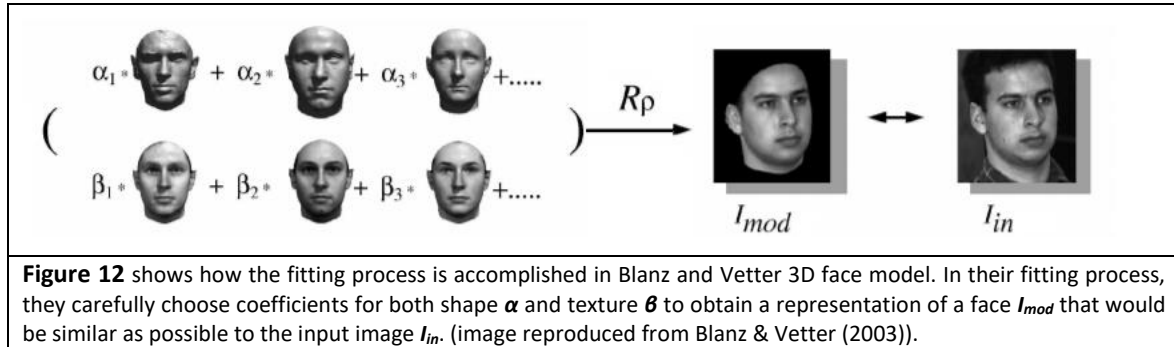 α1 * + α2 * + α3 * +.....
( ) Rρ
β1 * + β2 * + β3 * +.....
Imod Iin
Figure 12 shows how the fitting process is accomplished in Blanz and Vetter 3D face model. In their fitting process,
they carefully choose coefficients for both shape α and texture β to obtain a representation of a face Imod that would
be similar as possible to the input image Iin. (image reproduced from Blanz & Vetter (2003)).